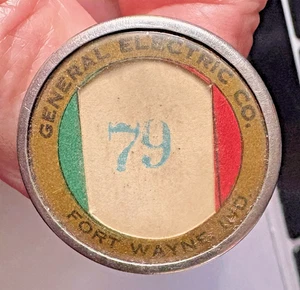 GENERAL ELECTRIC CO.
79
FORT WAYNE, IND.